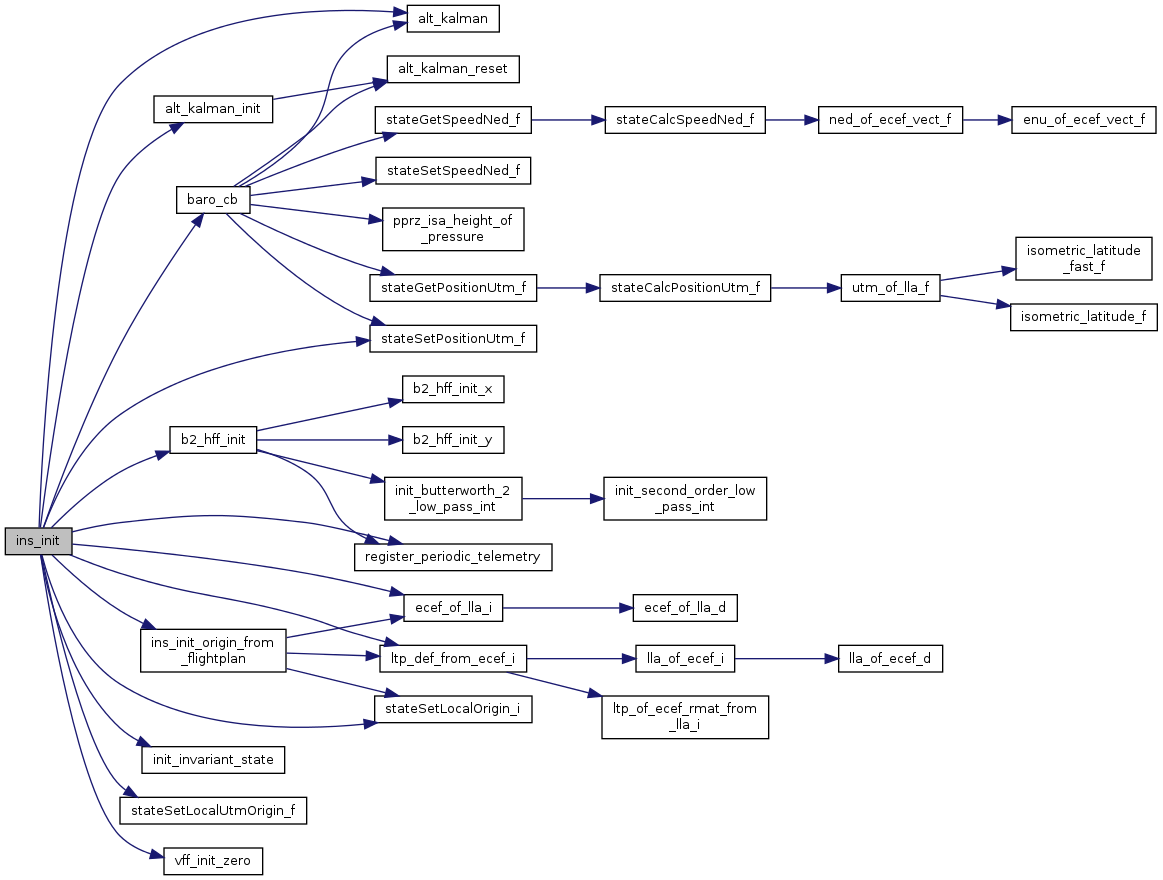 alt_kalman
alt_kalman_reset
alt_kalman_init
stateGetSpeedNed_f
stateCalcSpeedNed_f
ned_of_ecef_vect_f
enu_of_ecef_vect_f
stateSetSpeedNed_f
baro_cb
pprz_isa_height_of
_pressure
isometric_latitude
_fast_f
stateGetPositionUtm_f
stateCalcPositionUtm_f
utm_of_lla_f
isometric_latitude_f
stateSetPositionUtm_f
b2_hff_init_x
b2_hff_init
b2_hff_init_y
init_butterworth_2
_low_pass_int
init_second_order_low
_pass_int
ins_init
register_periodic_telemetry
ecef_of_lla_i
ecef_of_lla_d
ins_init_origin_from
_flightplan
ltp_def_from_ecef_i
lla_of_ecef_i
lla_of_ecef_d
stateSetLocalOrigin_i
ltp_of_ecef_rmat_from
_lla_i
init_invariant_state
stateSetLocalUtmOrigin_f
vff_init_zero